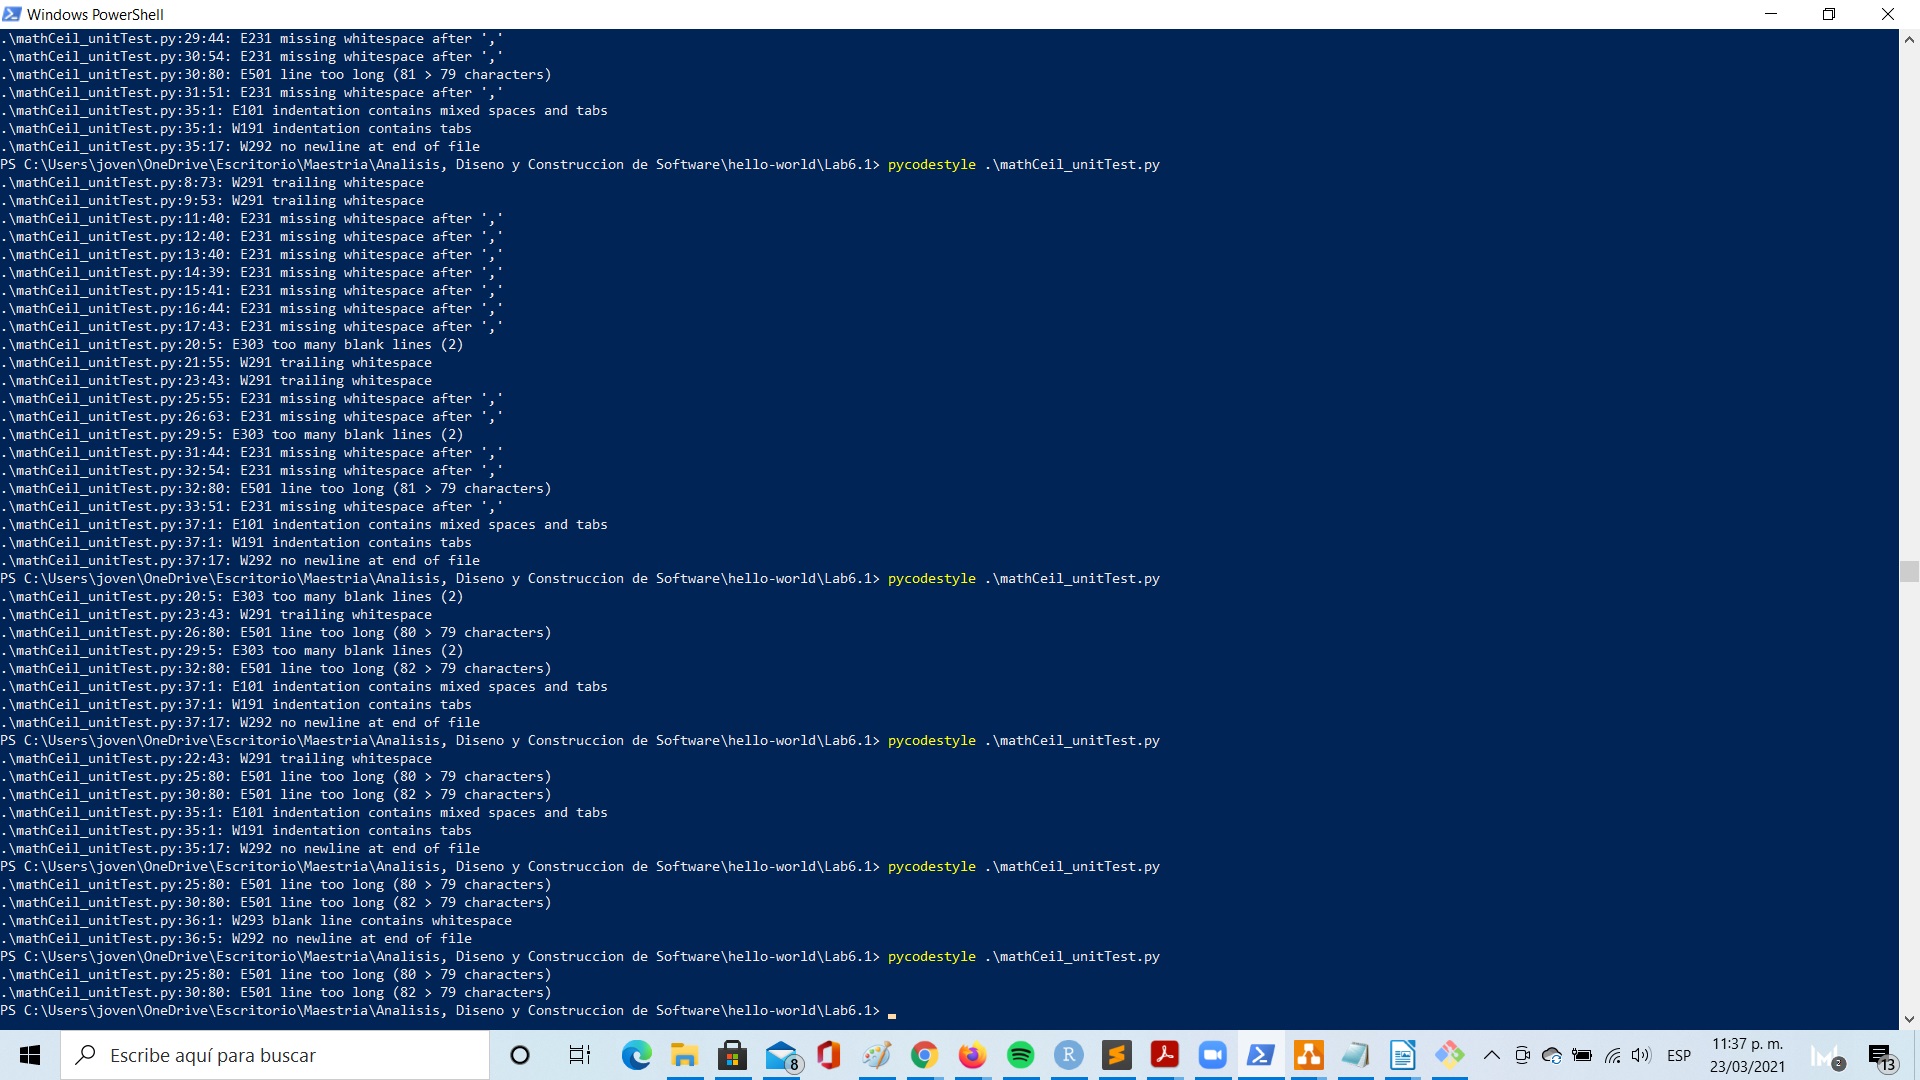 Windows PowerShell
.\mathCeil_unitTest.py:29:44: E231 missing whitespace after ','
.\mathCeil_unitTest.py:30:54: E231 missing whitespace after ','
.\mathCeil_unitTest.py:30:80: E501 line too long (81 > 79 characters)
.\mathCeil_unitTest.py:31:51: E231 missing whitespace after ','
.\mathCeil_unitTest.py:35:1: E101 indentation contains mixed spaces and tabs
.\mathCeil_unitTest.py:35:1: W191 indentation contains tabs
.\mathCeil_unitTest.py:35:17: W292 no newline at end of file
PS C:\Users\joven\OneDrive\Escritorio\Maestria\Analisis, Diseno y Construccion de Software\hello-world\Lab6.1> pycodestyle .\mathCeil_unitTest.py
.\mathCeil_unitTest.py:8:73: W291 trailing whitespace
.\mathCeil_unitTest.py:9:53: W291 trailing whitespace
.\mathCeil_unitTest.py:11:40: E231 missing whitespace after ','
.\mathCeil_unitTest.py:12:40: E231 missing whitespace after ','
.\mathCeil_unitTest.py:13:40: E231 missing whitespace after ','
.\mathCeil_unitTest.py:14:39: E231 missing whitespace after ','
.\mathCeil_unitTest.py:15:41: E231 missing whitespace after ','
.\mathCeil_unitTest.py:16:44: E231 missing whitespace after ','
.\mathCeil_unitTest.py:17:43: E231 missing whitespace after ','
.\mathCeil_unitTest.py:20:5: E303 too many blank lines (2)
.\mathCeil_unitTest.py:21:55: W291 trailing whitespace
.\mathCeil_unitTest.py:23:43: W291 trailing whitespace
.\mathCeil_unitTest.py:25:55: E231 missing whitespace after ','
.\mathCeil_unitTest.py:26:63: E231 missing whitespace after ','
.\mathCeil_unitTest.py:29:5: E303 too many blank lines (2)
.\mathCeil_unitTest.py:31:44: E231 missing whitespace after ','
.\mathCeil_unitTest.py:32:54: E231 missing whitespace after ','
.\mathCeil_unitTest.py:32:80: E501 line too long (81 > 79 characters)
.\mathCeil_unitTest.py:33:51: E231 missing whitespace after ','
.\mathCeil_unitTest.py:37:1: E101 indentation contains mixed spaces and tabs
.\mathCeil_unitTest.py:37:1: W191 indentation contains tabs
.\mathCeil_unitTest.py:37:17: W292 no newline at end of file
PS C:\Users\joven\OneDrive\Escritorio\Maestria\Analisis, Diseno y Construccion de Software\hello-world\Lab6.1> pycodestyle .\mathCeil_unitTest.py
.\mathCeil_unitTest.py:20:5: E303 too many blank lines (2)
.\mathCeil_unitTest.py:23:43: W291 trailing whitespace
.\mathCeil_unitTest.py:26:80: E501 line too long (80 > 79 characters)
.\mathCeil_unitTest.py:29:5: E303 too many blank lines (2)
.\mathCeil_unitTest.py:32:80: E501 line too long (82 > 79 characters)
.\mathCeil_unitTest.py:37:1: E101 indentation contains mixed spaces and tabs
.\mathCeil_unitTest.py:37:1: W191 indentation contains tabs
.\mathCeil_unitTest.py:37:17: W292 no newline at end of file
PS C:\Users\joven\OneDrive\Escritorio\Maestria\Analisis, Diseno y Construccion de Software\hello-world\Lab6.1> pycodestyle .\mathCeil_unitTest.py
.\mathCeil_unitTest.py:22:43: W291 trailing whitespace
.\mathCeil_unitTest.py:25:80: E501 line too long (80 > 79 characters)
.\mathCeil_unitTest.py:30:80: E501 line too long (82 > 79 characters)
.\mathCeil_unitTest.py:35:1: E101 indentation contains mixed spaces and tabs
.\mathCeil_unitTest.py:35:1: W191 indentation contains tabs
.\mathCeil_unitTest.py:35:17: W292 no newline at end of file
PS C:\Users\joven\OneDrive\Escritorio\Maestria\Analisis, Diseno y Construccion de Software\hello-world\Lab6.1> pycodestyle .\mathCeil_unitTest.py
.\mathCeil_unitTest.py:25:80: E501 line too long (80 > 79 characters)
.\mathCeil_unitTest.py:30:80: E501 line too long (82 > 79 characters)
.\mathCeil_unitTest.py:36:1: W293 blank line contains whitespace
.\mathCeil_unitTest.py:36:5: W292 no newline at end of file
PS C:\Users\joven\OneDrive\Escritorio\Maestria\Analisis, Diseno y Construccion de Software\hello-world\Lab6.1> pycodestyle .\mathCeil_unitTest.py
.\mathCeil_unitTest.py:25:80: E501 line too long (80 > 79 characters)
.\mathCeil_unitTest.py:30:80: E501 line too long (82 > 79 characters)
PS C:\Users\joven\OneDrive\Escritorio\Maestria\Analisis, Diseno y Construccion de Software\hello-world\Lab6.1>
Escribe aquí para buscar
8
R
ESP
11:37 p. m.
23/03/2021
2
13